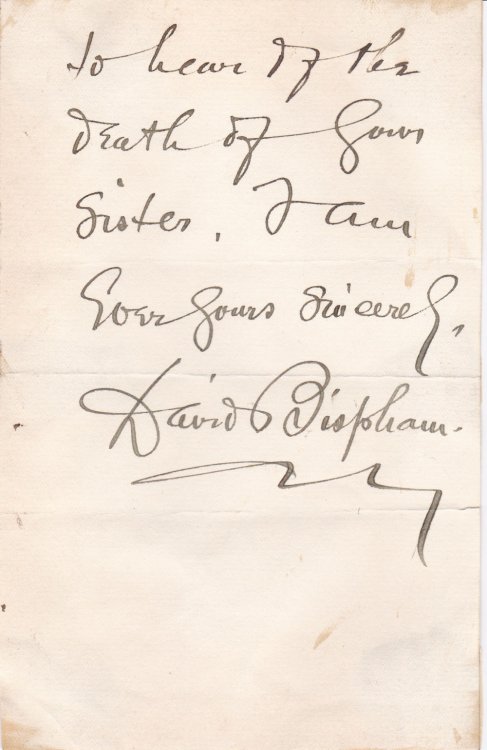 to hear of the
death of your
Sister. I am
Ever yours Sincerely,
David Bispham.